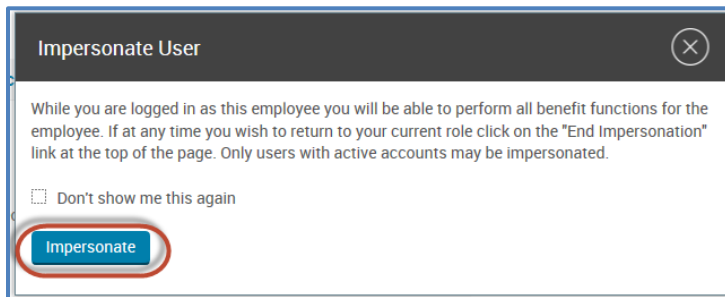 Impersonate User
While you are logged in as this employee you will be able to perform all benefit functions for the
employee. If at any time you wish to return to your current role click on the "End Impersonation"
link at the top of the page. Only users with active accounts may be impersonated.
Don't show me this again
Impersonate